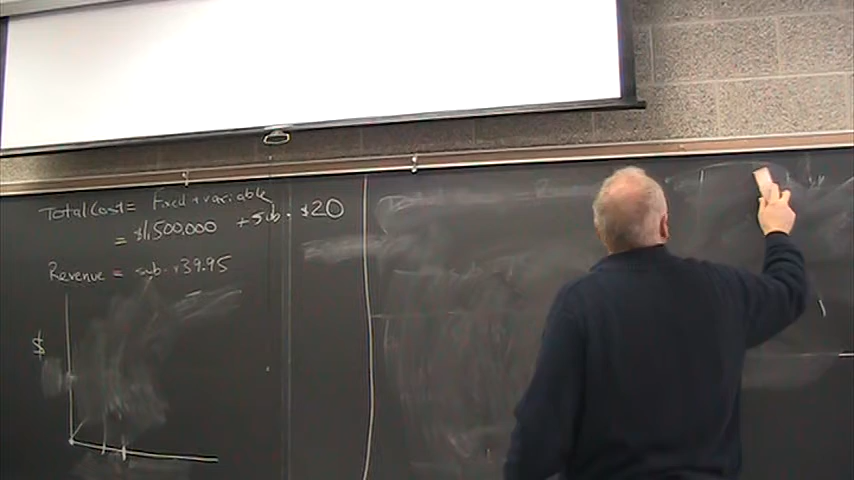 Total Cost = Fixed + variable
= $1,500,000 + sub. $20
Revenue = sub. $39.95
$